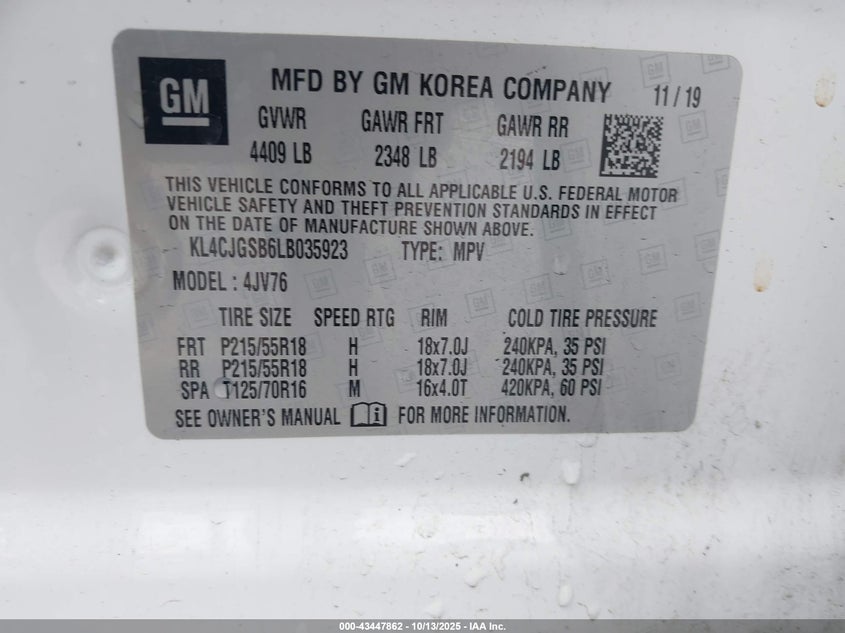 GM
MFD BY GM KOREA COMPANY 11/19
GVWR GAWR FRT GAWR RR
4409 LB 2348 LB 2194 LB
THIS VEHICLE CONFORMS TO ALL APPLICABLE U.S. FEDERAL MOTOR
VEHICLE SAFETY AND THEFT PREVENTION STANDARDS IN EFFECT
ON THE DATE OF MANUFACTURE SHOWN ABOVE.
KL4CJGSB6LB035923 TYPE: MPV
MODEL : 4JV76
TIRE SIZE SPEED RTG RIM COLD TIRE PRESSURE
FRT P215/55R18 H 18x7.0J 240KPA, 35 PSI
RR P215/55R18 H 18x7.0J 240KPA, 35 PSI
SPA T125/70R16 M 16x4.0T 420KPA, 60 PSI
SEE OWNER'S MANUAL FOR MORE INFORMATION.
000-43447862 - 10/13/2025 - IAA Inc.